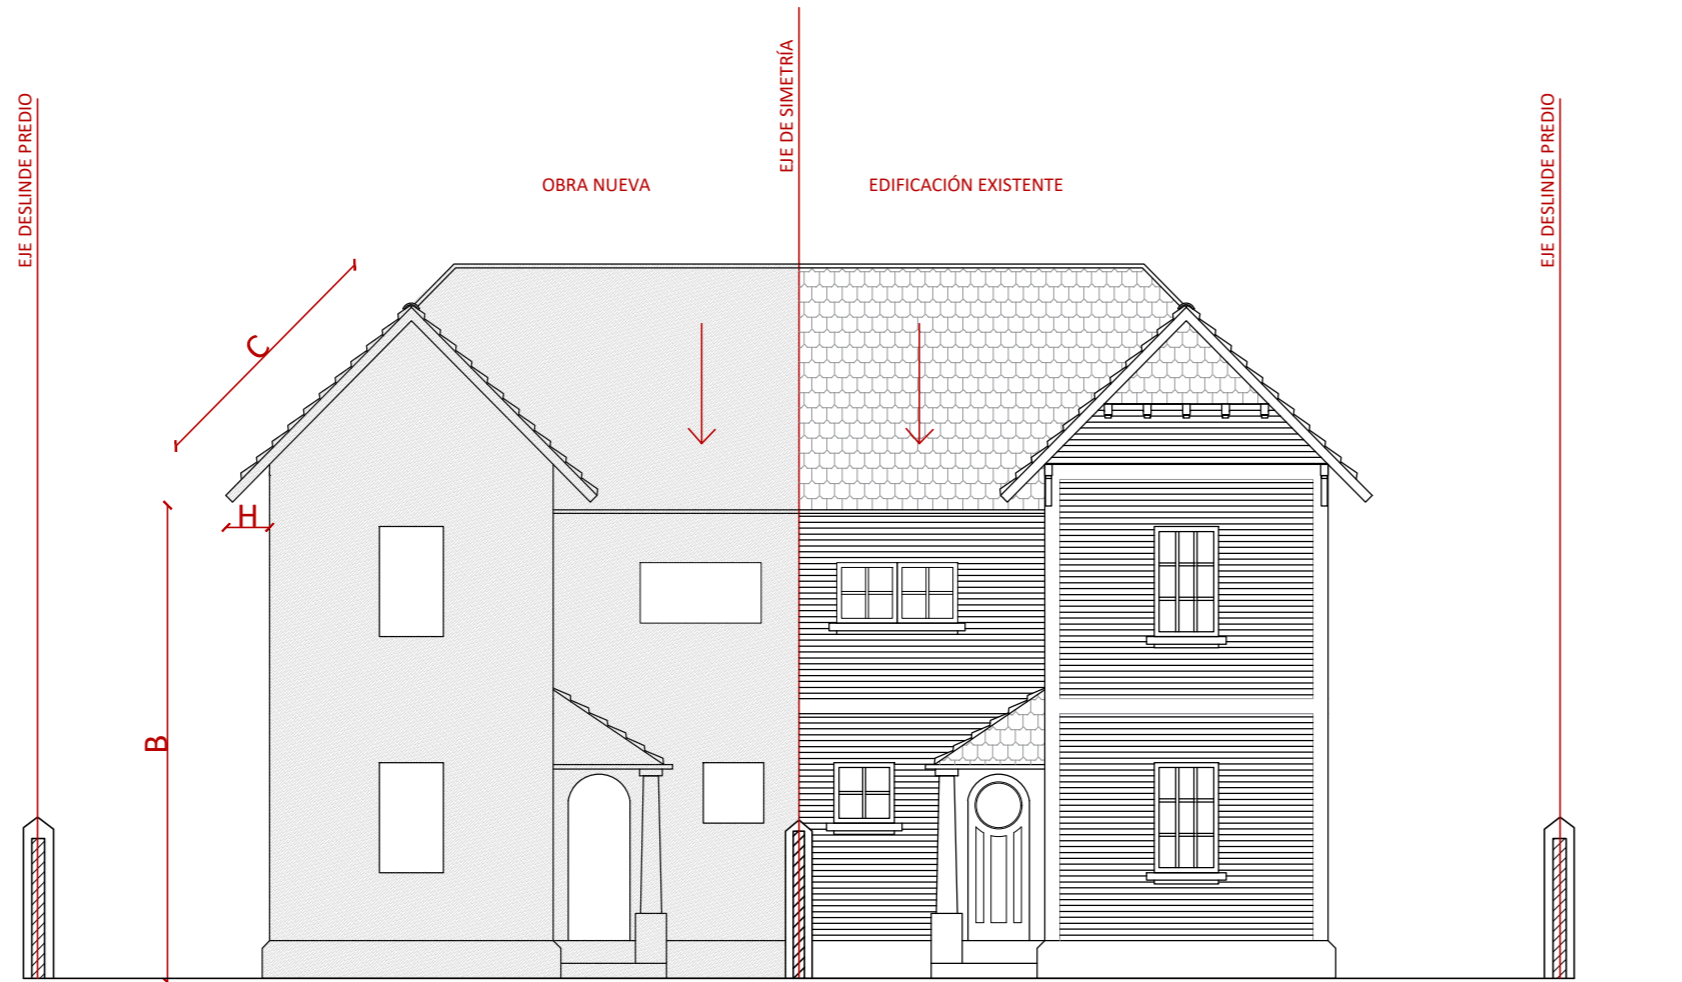 EJE DESLINDE PREDIO
EJE DE SIMETRÍA
EJE DESLINDE PREDIO
OBRA NUEVA
EDIFICACIÓN EXISTENTE
C
H
B